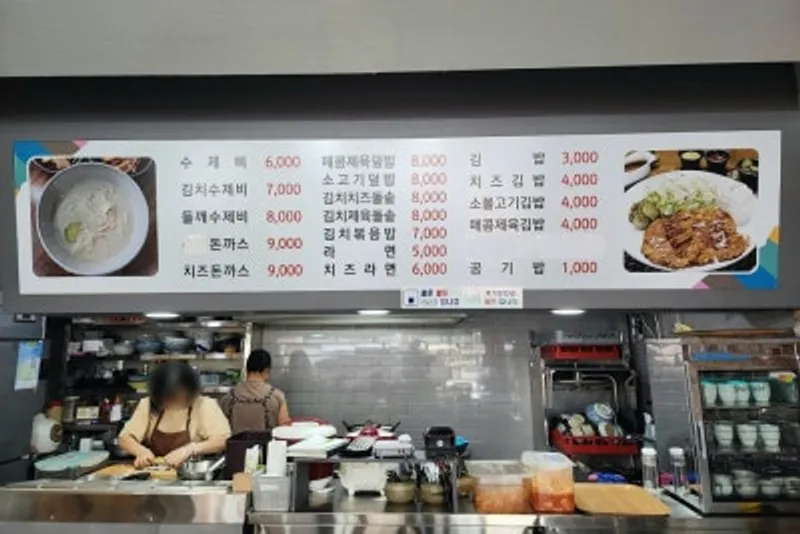 수제비 6,000
김치수제비 7,000
들깨수제비 8,000
돈까스 9,000
치즈돈까스 9,000
매콤제육덮밥 8,000
소고기덮밥 8,000
김치치즈돌솥 8,000
김치제육돌솥 8,000
김치볶음밥 7,000
라면 5,000
치즈라면 6,000
김밥 3,000
치즈김밥 4,000
소불고기김밥 4,000
매콤제육김밥 4,000
공기밥 1,000